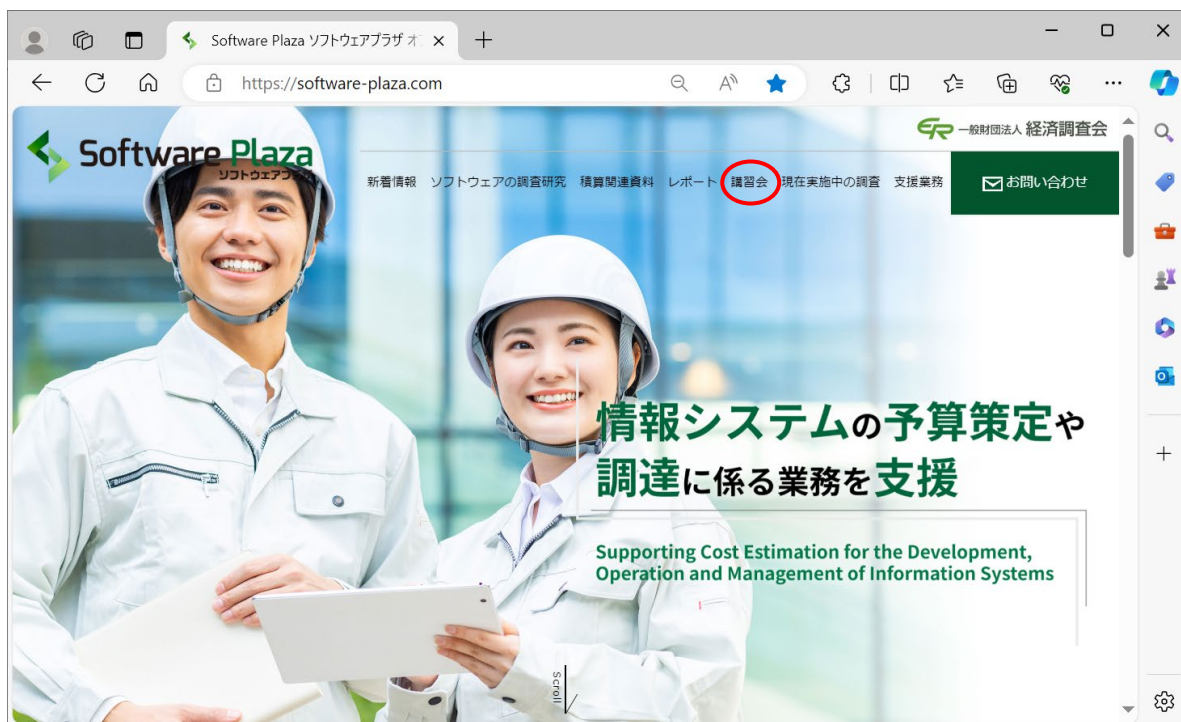 Software Plaza ソフトウェアプラザ オ
https://software-plaza.com
Software Plaza
ソフトウェアプラザ
一般財団法人 経済調査会
新着情報 ソフトウェアの調査研究 積算関連資料 レポート 講習会 現在実施中の調査 支援業務 お問い合わせ
情報システムの予算策定や
調達に係る業務を支援
Supporting Cost Estimation for the Development,
Operation and Management of Information Systems
Scroll